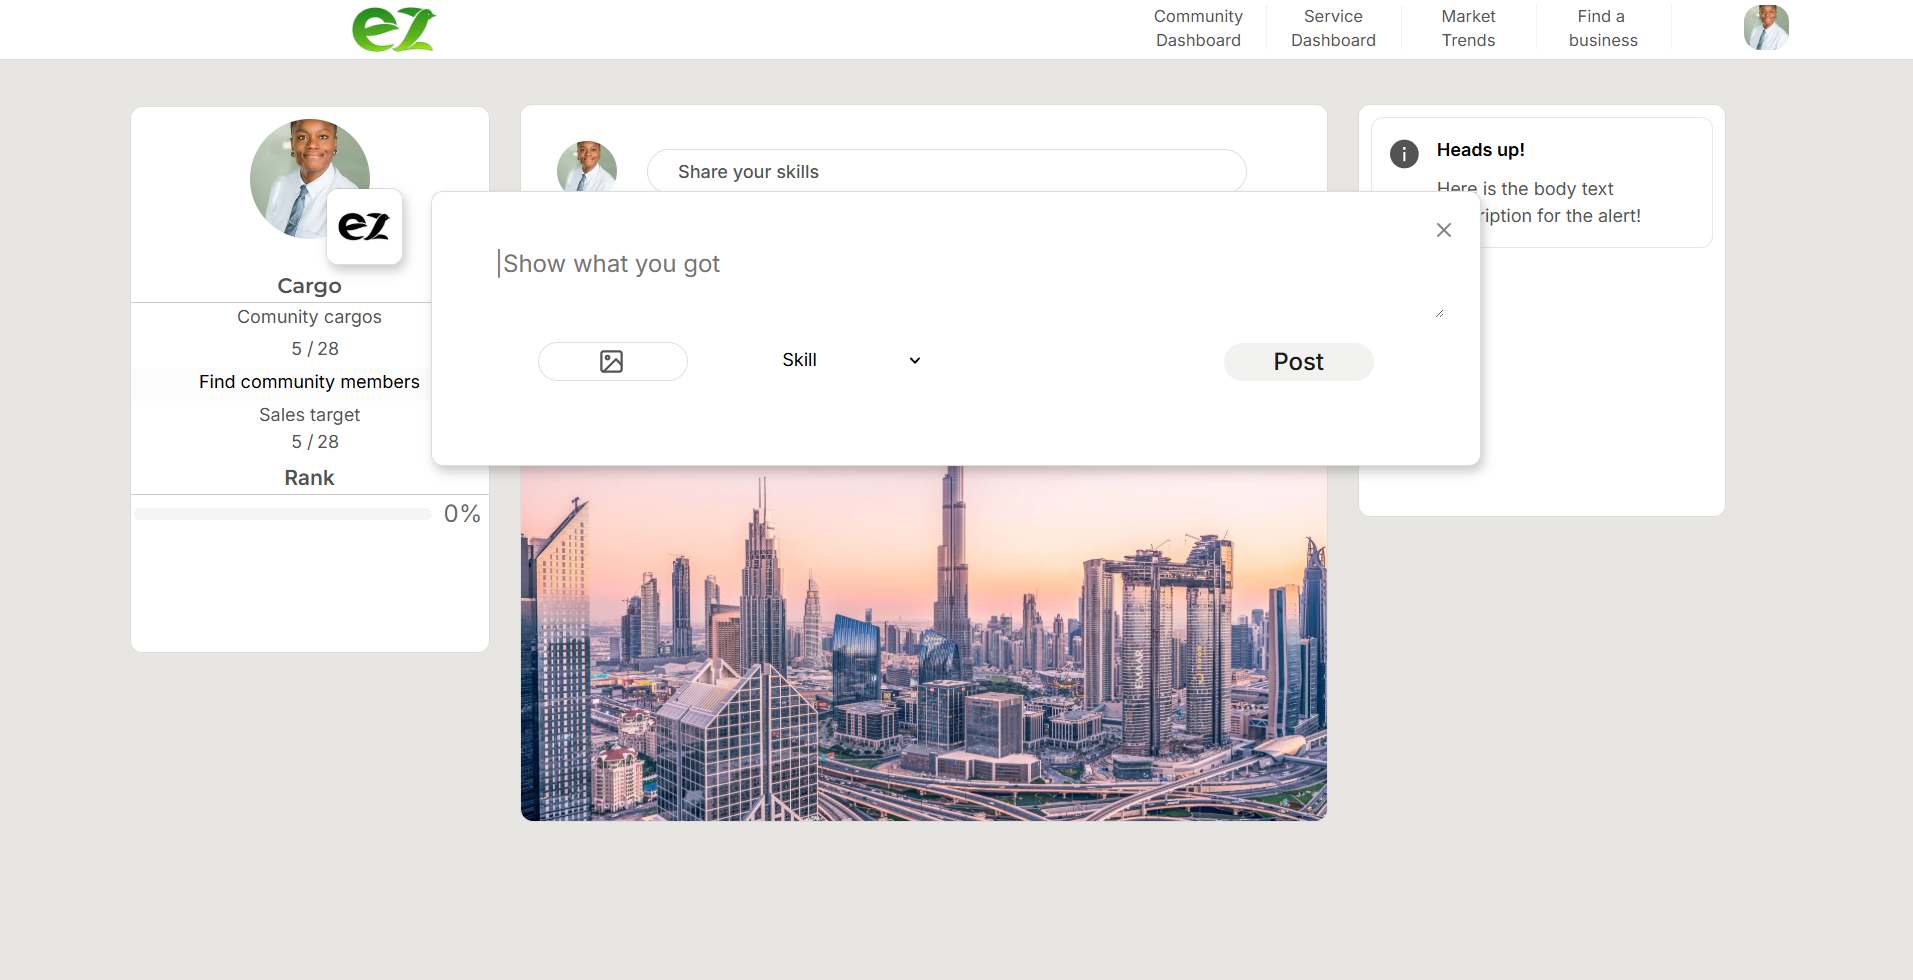 ez
Community
Dashboard
Service
Dashboard
Market
Trends
Find a
business
ez
Cargo
Comunity cargos
5 / 28
Find community members
Sales target
5 / 28
Rank
0%
Share your skills
Show what you got
Skill
Post
EMAAR
Heads up!
Here is the body text
ription for the alert!